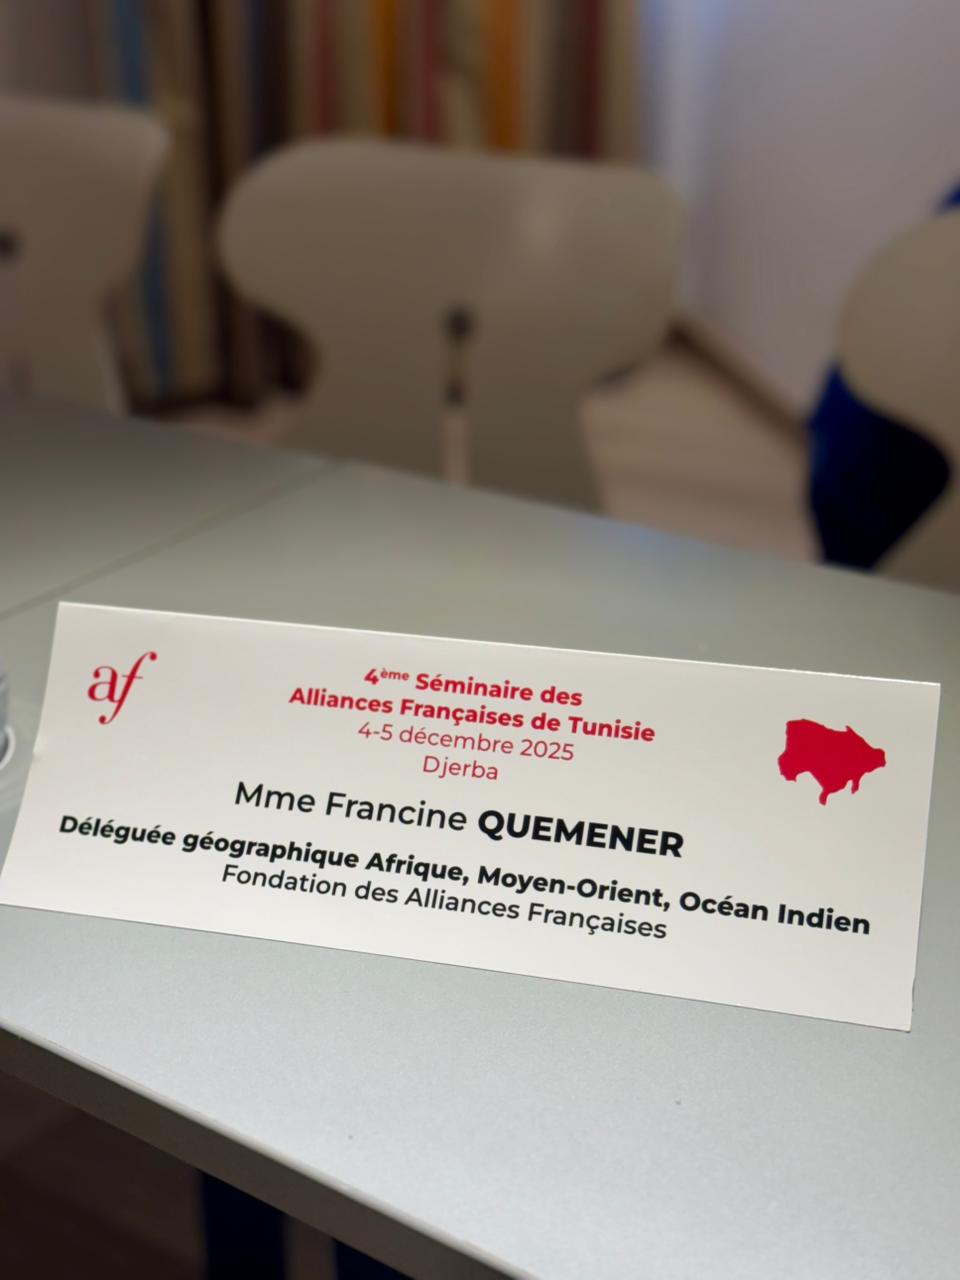 af
4ème Séminaire des
Alliances Françaises de Tunisie
4-5 décembre 2025
Djerba
Mme Francine QUEMENER
Déléguée géographique Afrique, Moyen-Orient, Océan Indien
Fondation des Alliances Françaises